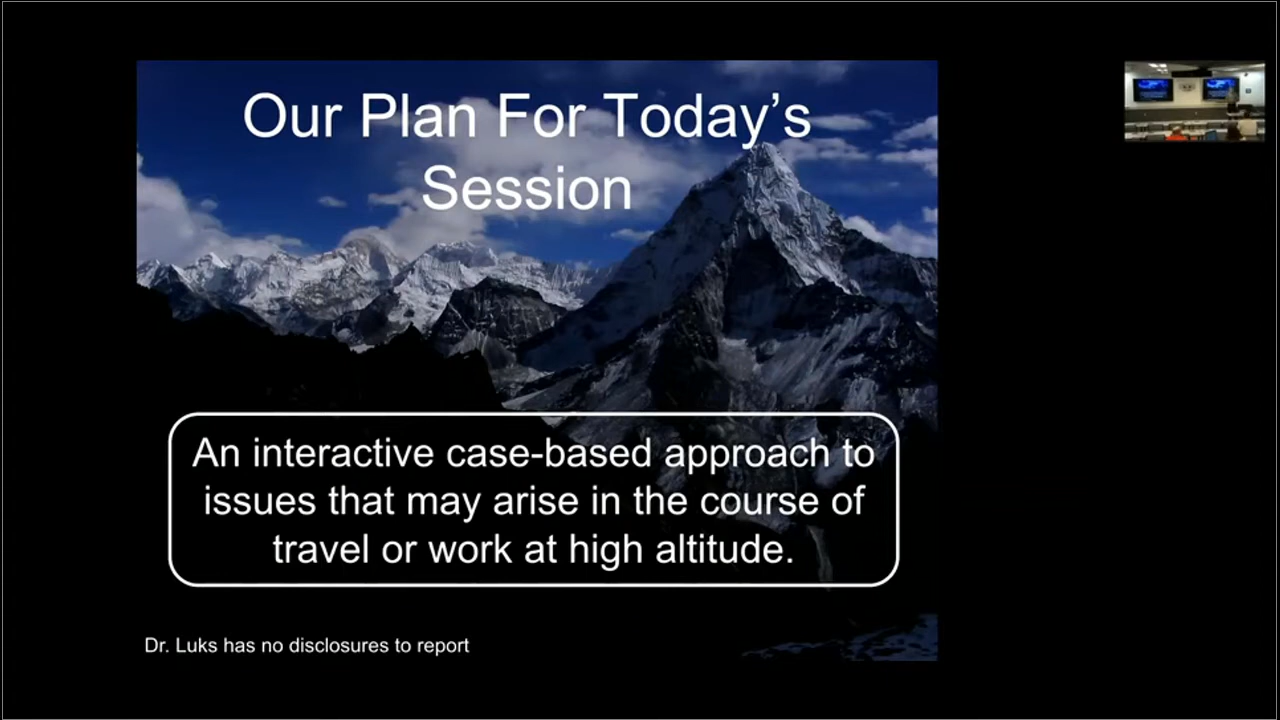 Our Plan For Today’s
Session
An interactive case-based approach to
issues that may arise in the course of
travel or work at high altitude.
Dr. Luks has no disclosures to report